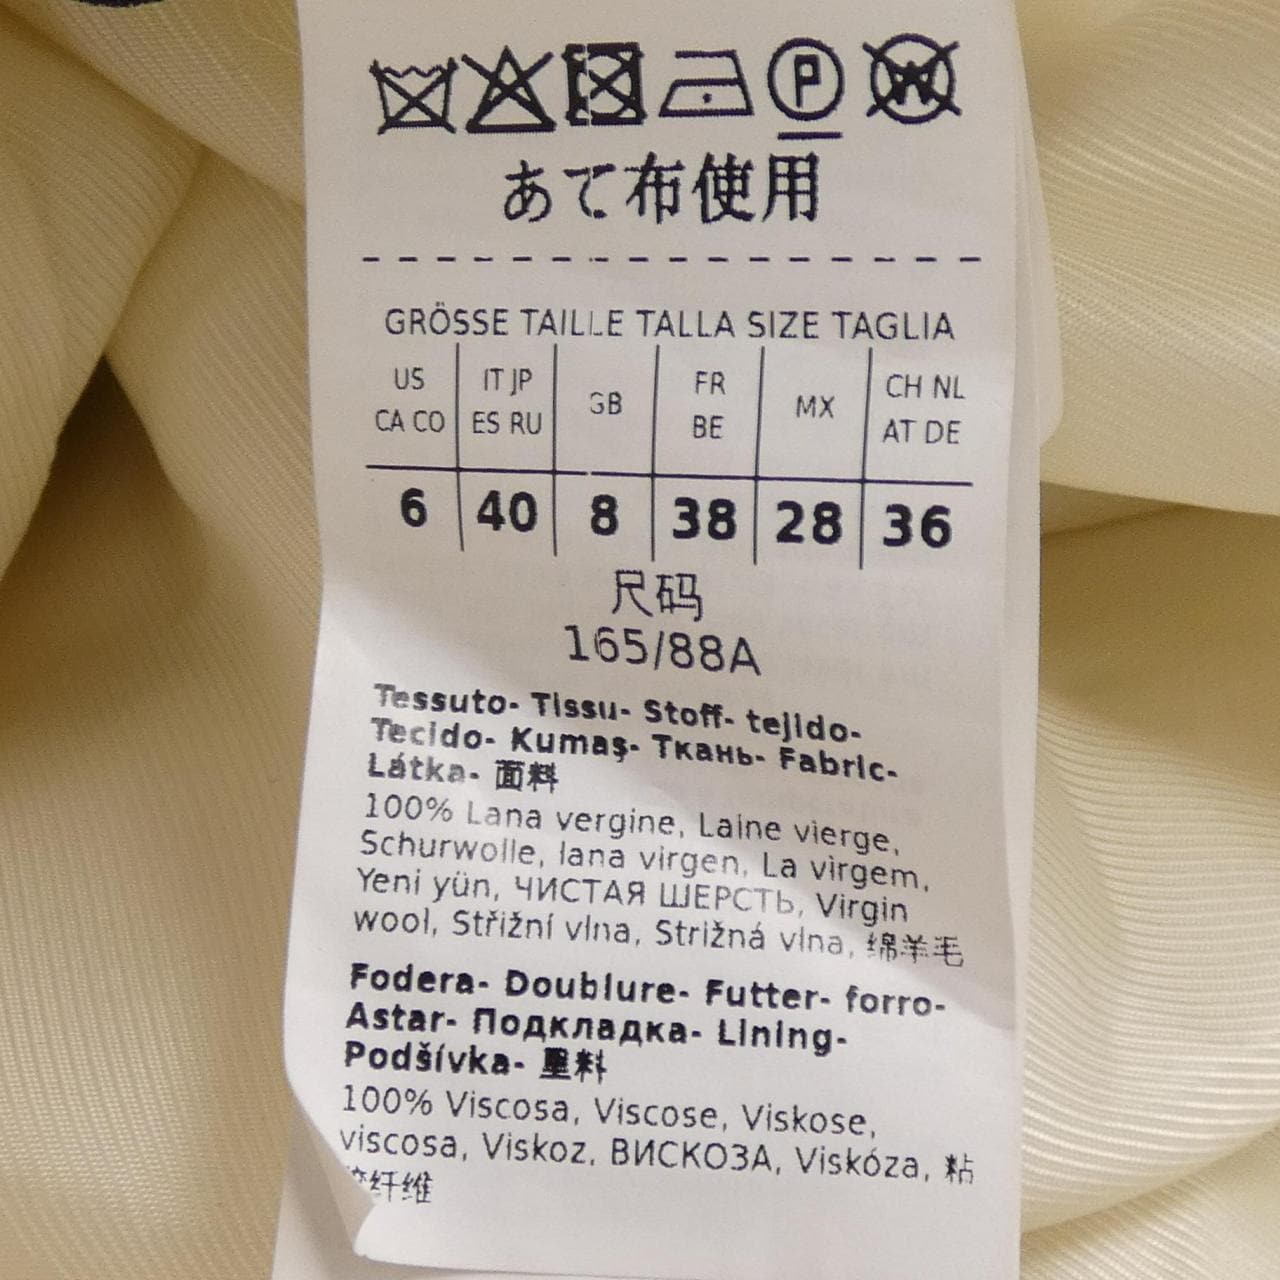 P W
あて布使用
GRÖSSE TAILLE TALLA SIZE TAGLIA
US CA CO IT JP ES RU GB FR BE MX CH NL AT DE
6 40 8 38 28 36
尺码
165/88A
Tessuto- Tissu- Stoff- tejido-
Tecido- Kumaş- Ткань- Fabric-
Látka- 面料
100% Lana vergine, Laine vierge,
Schurwolle, lana virgen, La virgem,
Yeni yün, ЧИСТАЯ ШЕРСТЬ, Virgin
wool, Střižní vlna, Strižná vlna, 绵羊毛
Fodera- Doublure- Futter- forro-
Astar- Подкладка- Lining-
Podšívka- 里料
100% Viscosa, Viscose, Viskose,
viscosa, Viskoz, ВИСКОЗА, Viskóza, 粘
胶纤维